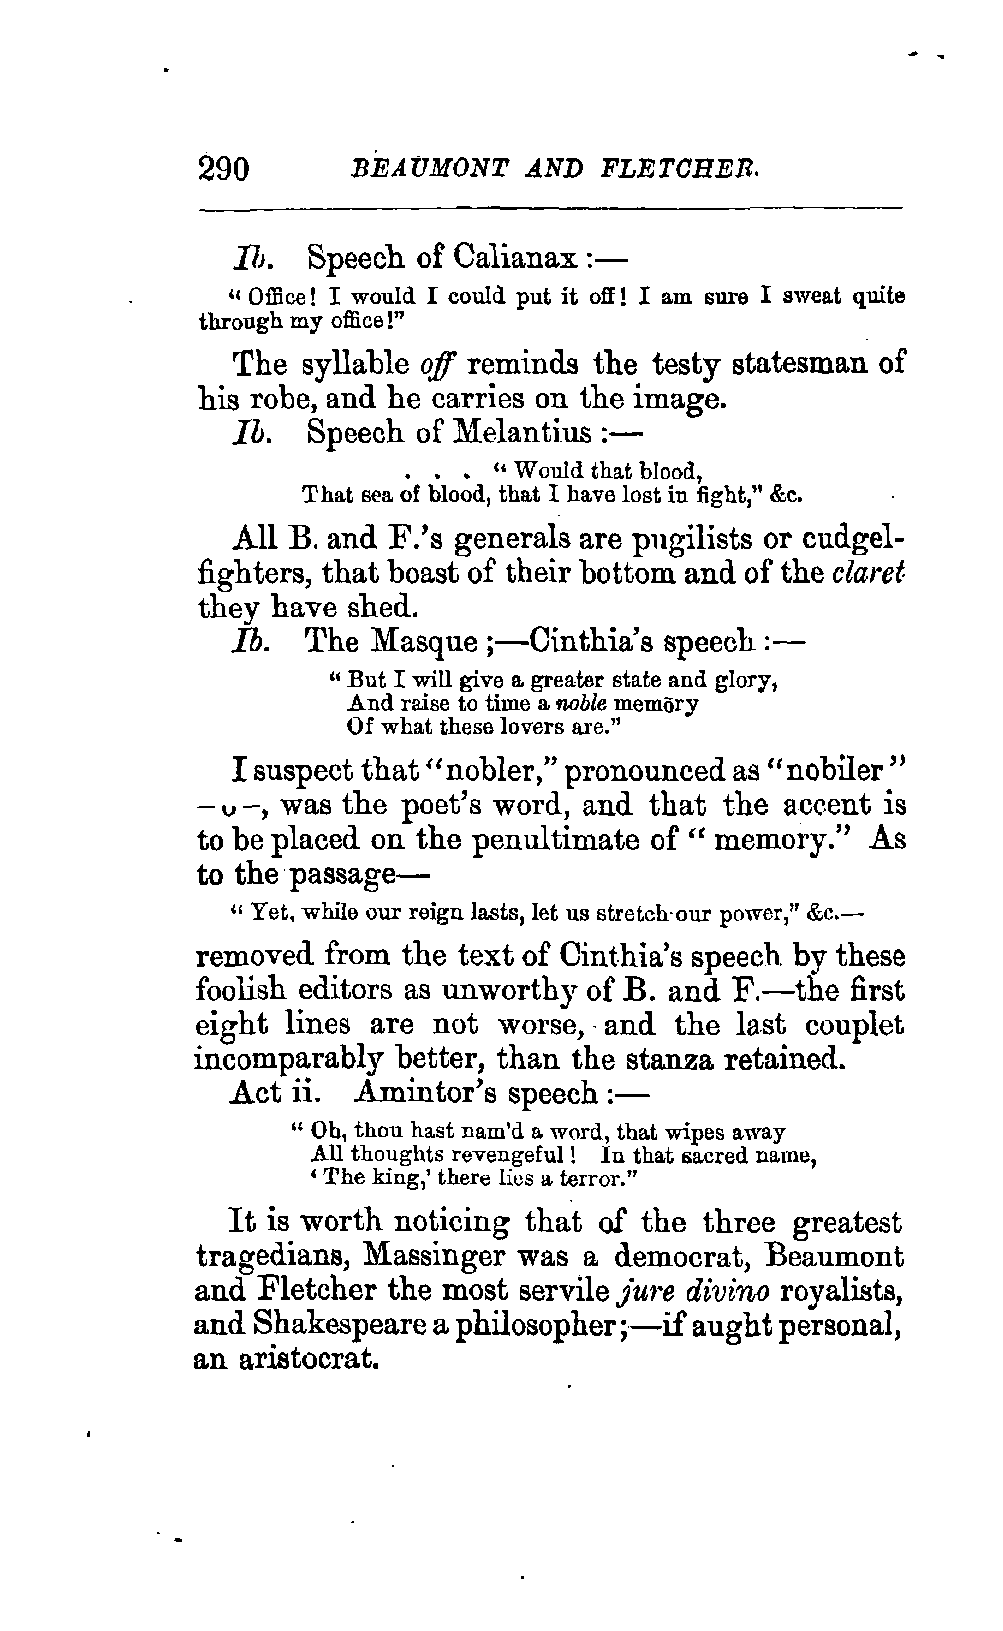 290 BEAUMONT AND FLETCHER.
Ib. Speech of Calianax :—
“ Office! I would I could put it off! I am sure I sweat quite
through my office!”
The syllable off reminds the testy statesman of
his robe, and he carries on the image.
Ib. Speech of Melantius :—
. . . “ Would that blood,
That sea of blood, that I have lost in fight,” &c.
All B. and F.’s generals are pugilists or cudgel-
fighters, that boast of their bottom and of the claret
they have shed.
Ib. The Masque ;—Cinthia’s speech :—
“ But I will give a greater state and glory,
And raise to time a noble memōry
Of what these lovers are.”
I suspect that “nobler,” pronounced as “nobiler”
– ᴗ –, was the poet’s word, and that the accent is
to be placed on the penultimate of “ memory.” As
to the passage—
“ Yet, while our reign lasts, let us stretch our power,” &c.—
removed from the text of Cinthia’s speech by these
foolish editors as unworthy of B. and F.—the first
eight lines are not worse, and the last couplet
incomparably better, than the stanza retained.
Act ii. Amintor’s speech :—
“ Oh, thou hast nam’d a word, that wipes away
All thoughts revengeful! In that sacred name,
‘ The king,’ there lies a terror.”
It is worth noticing that of the three greatest
tragedians, Massinger was a democrat, Beaumont
and Fletcher the most servile jure divino royalists,
and Shakespeare a philosopher;—if aught personal,
an aristocrat.